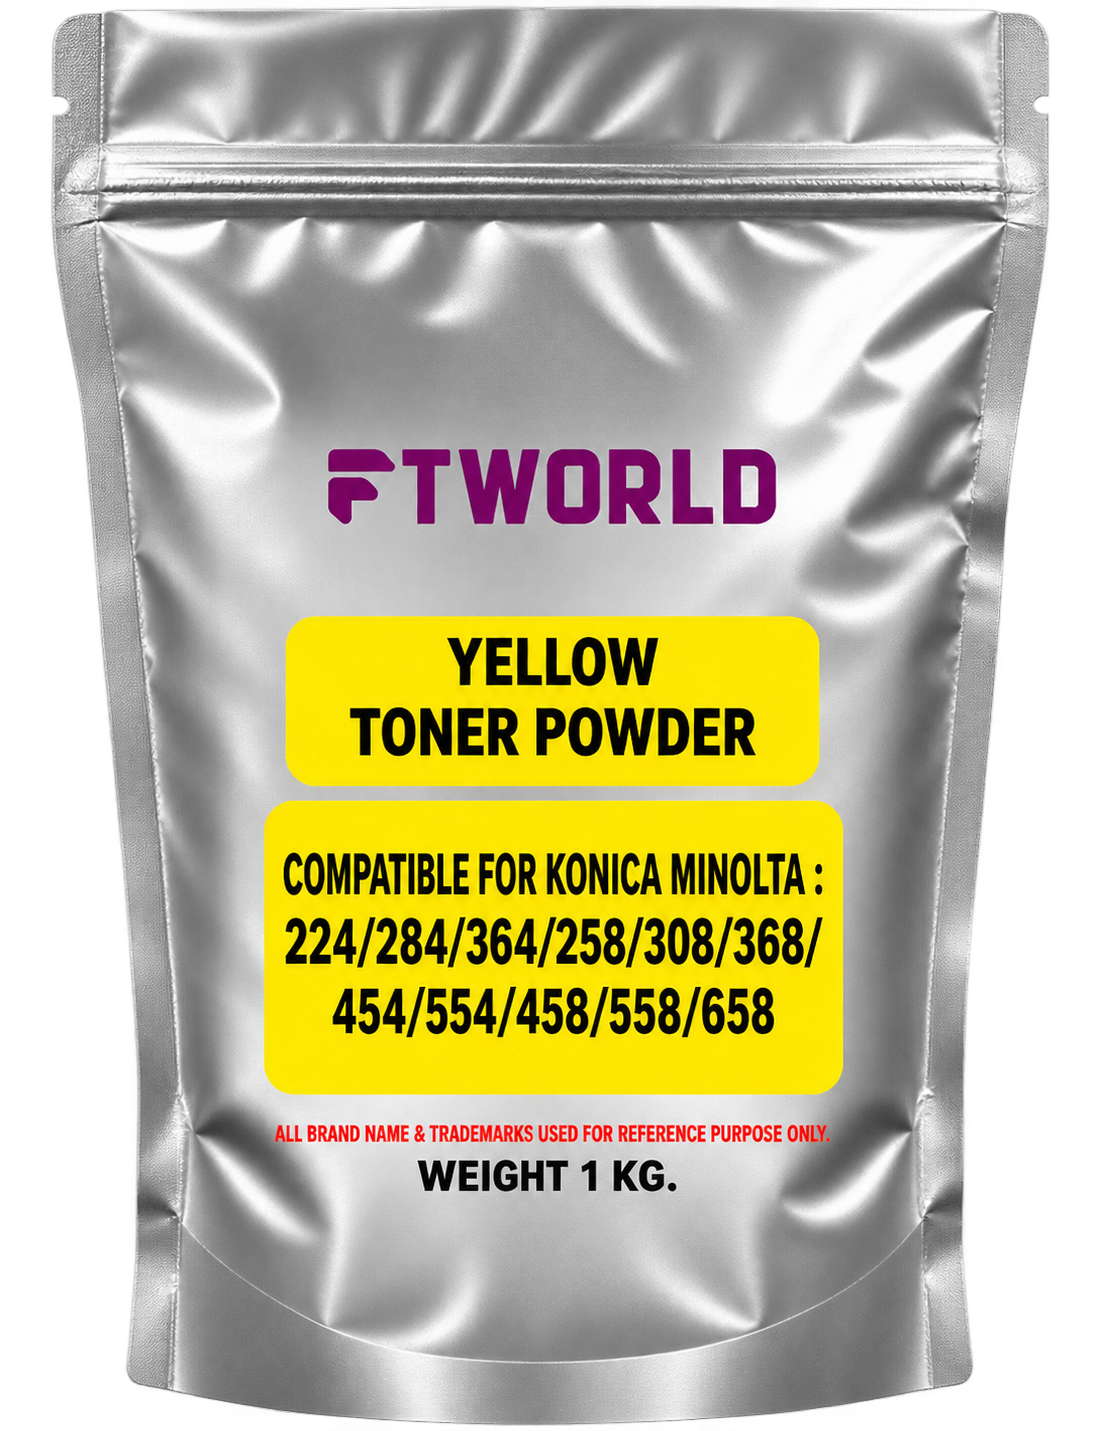 FTWORLD
YELLOW
TONER POWDER
COMPATIBLE FOR KONICA MINOLTA :
224/284/364/258/308/368/
454/554/458/558/658
ALL BRAND NAME & TRADEMARKS USED FOR REFERENCE PURPOSE ONLY.
WEIGHT 1 KG.